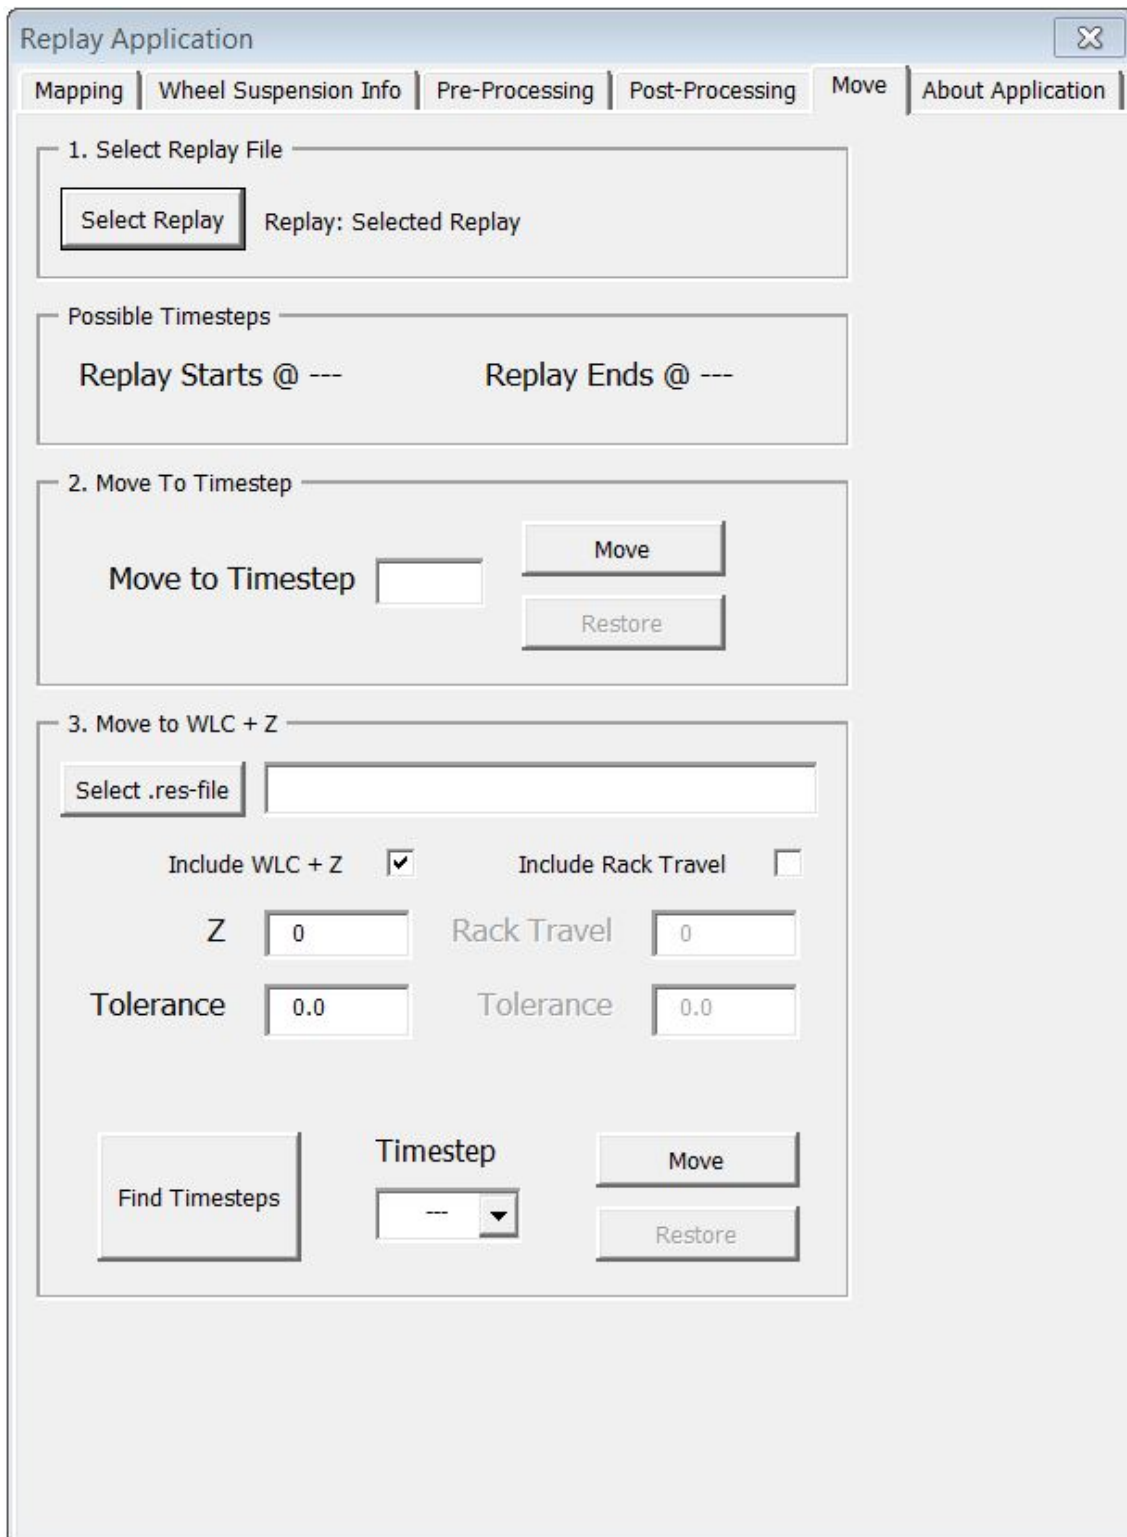 Replay Application
Mapping Wheel Suspension Info Pre-Processing Post-Processing Move About Application
1. Select Replay File
Select Replay Replay: Selected Replay
Possible Timesteps
Replay Starts @ --- Replay Ends @ ---
2. Move To Timestep
Move
Move to Timestep
Restore
3. Move to WLC + Z
Select .res-file
Include WLC + Z Include Rack Travel
Z 0 Rack Travel 0
Tolerance 0.0 Tolerance 0.0
Timestep
Move
Find Timesteps
---
Restore